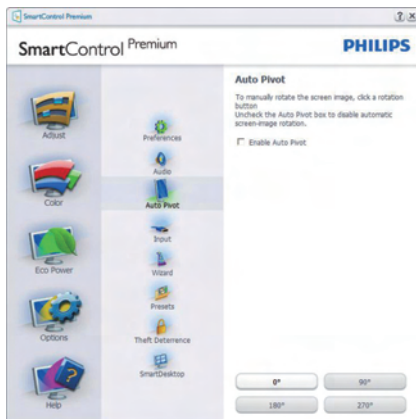 SmartControl Premium
SmartControl Premium
PHILIPS
Adjust
Color
Eco Power
Options
Help
Preferences
Audio
Auto Pivot
Input
Wizard
Presets
Theft Deterrence
SmartDesktop
Auto Pivot
To manually rotate the screen image, click a rotation
button
Uncheck the Auto Pivot box to disable automatic
screen-image rotation.
Enable Auto Pivot
0°
90°
180°
270°